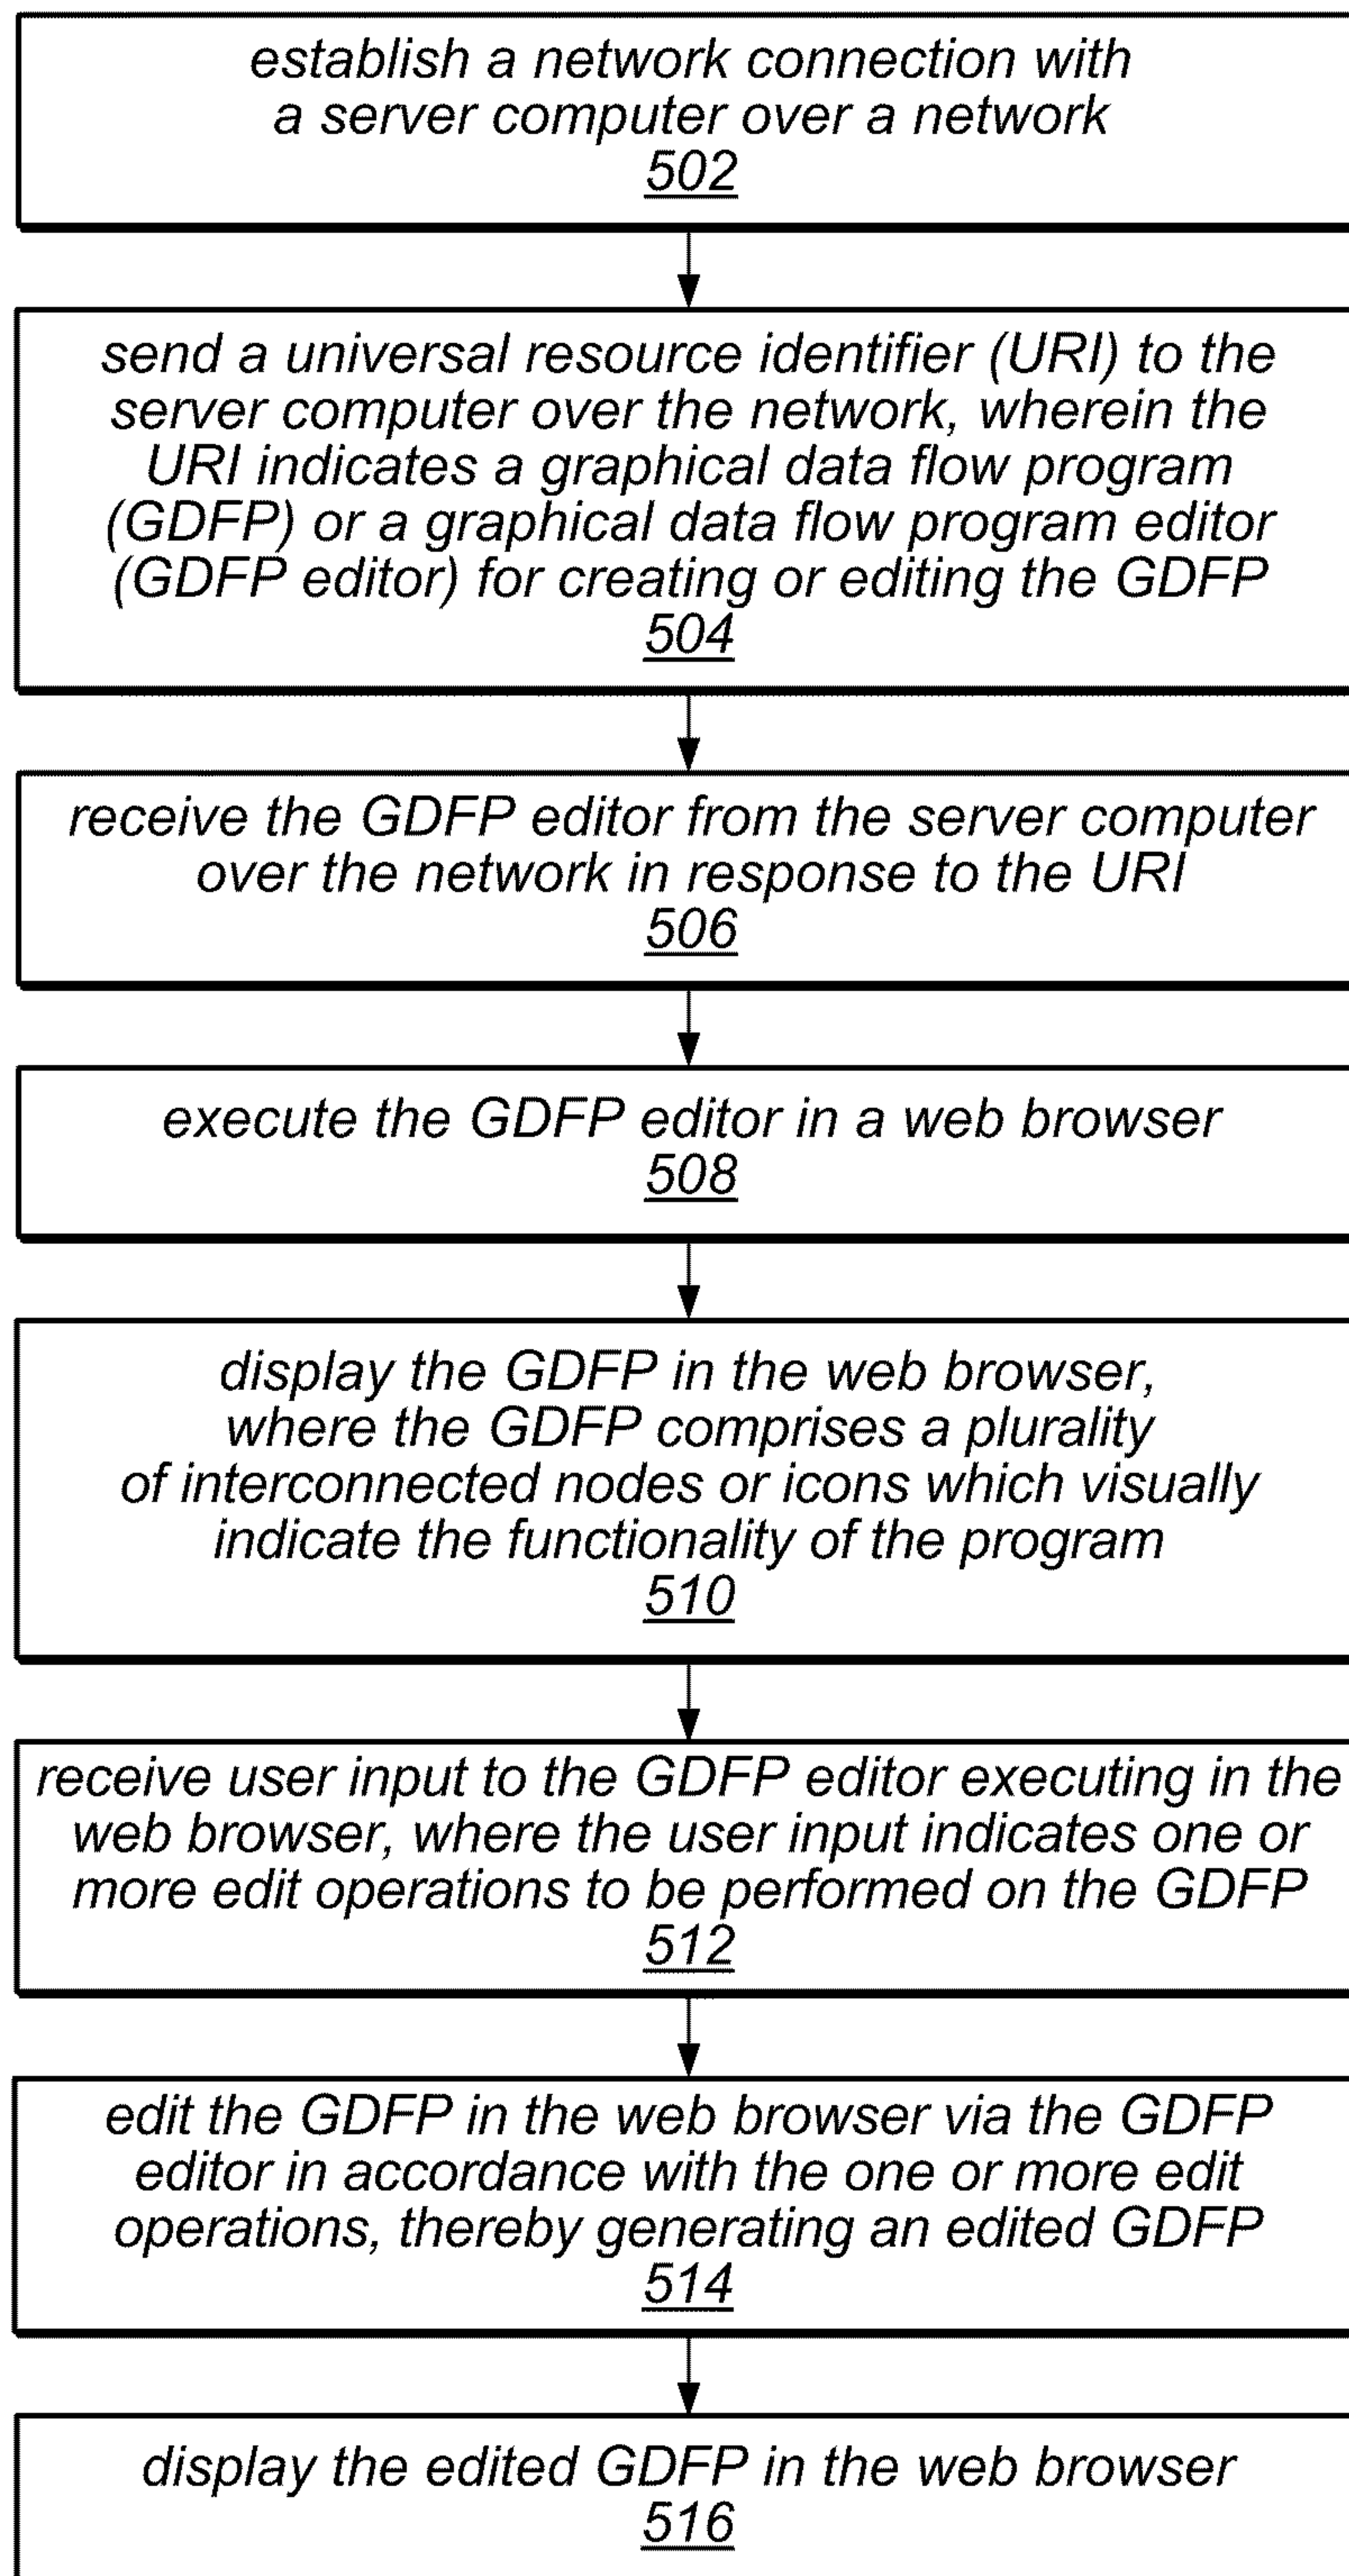 establish a network connection with
a server computer over a network
502
send a universal resource identifier (URI) to the
server computer over the network, wherein the
URI indicates a graphical data flow program
(GDFP) or a graphical data flow program editor
(GDFP editor) for creating or editing the GDFP
504
receive the GDFP editor from the server computer
over the network in response to the URI
506
execute the GDFP editor in a web browser
508
display the GDFP in the web browser,
where the GDFP comprises a plurality
of interconnected nodes or icons which visually
indicate the functionality of the program
510
receive user input to the GDFP editor executing in the
web browser, where the user input indicates one or
more edit operations to be performed on the GDFP
512
edit the GDFP in the web browser via the GDFP
editor in accordance with the one or more edit
operations, thereby generating an edited GDFP
514
display the edited GDFP in the web browser
516